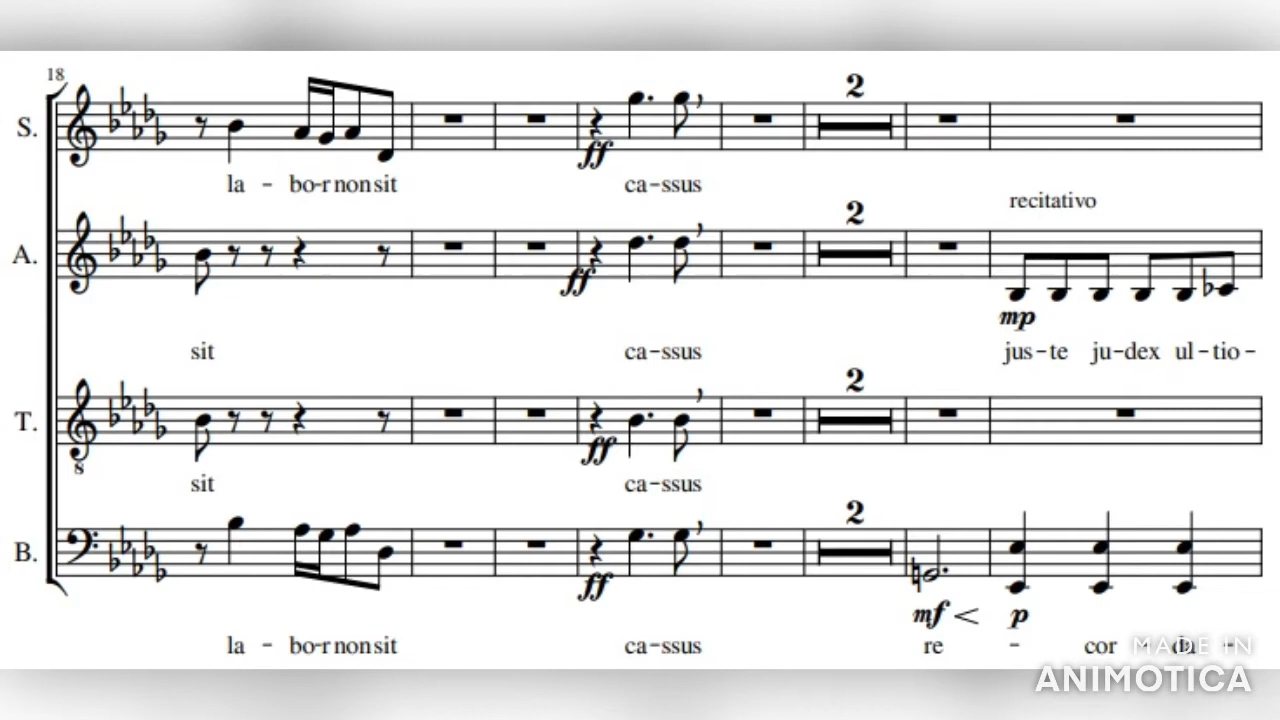 18
2
S.
ff
la - bo-r non sit ca-ssus
recitativo
2
A.
ff
mp
sit ca-ssus jus-te ju-dex ul-tio-
2
T.
8
ff
sit ca-ssus
2
B.
ff mf < p
la - bo-r non sit ca-ssus re - cor - da -
MADE IN
ANIMOTICA